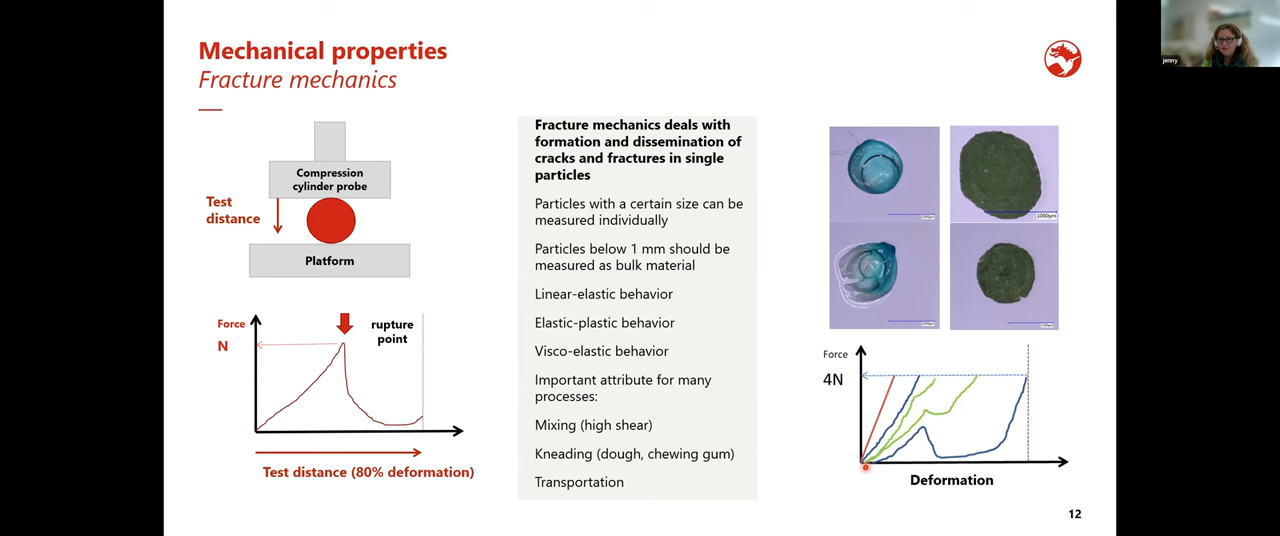 Mechanical properties
Fracture mechanics
Compression
cylinder probe
Test
distance
Platform
Force
N
rupture
point
Test distance (80% deformation)
Fracture mechanics deals with
formation and dissemination of
cracks and fractures in single
particles
Particles with a certain size can be
measured individually
Particles below 1 mm should be
measured as bulk material
Linear-elastic behavior
Elastic-plastic behavior
Visco-elastic behavior
Important attribute for many
processes:
Mixing (high shear)
Kneading (dough, chewing gum)
Transportation
1000µm
Force
4N
Deformation
12
jenny